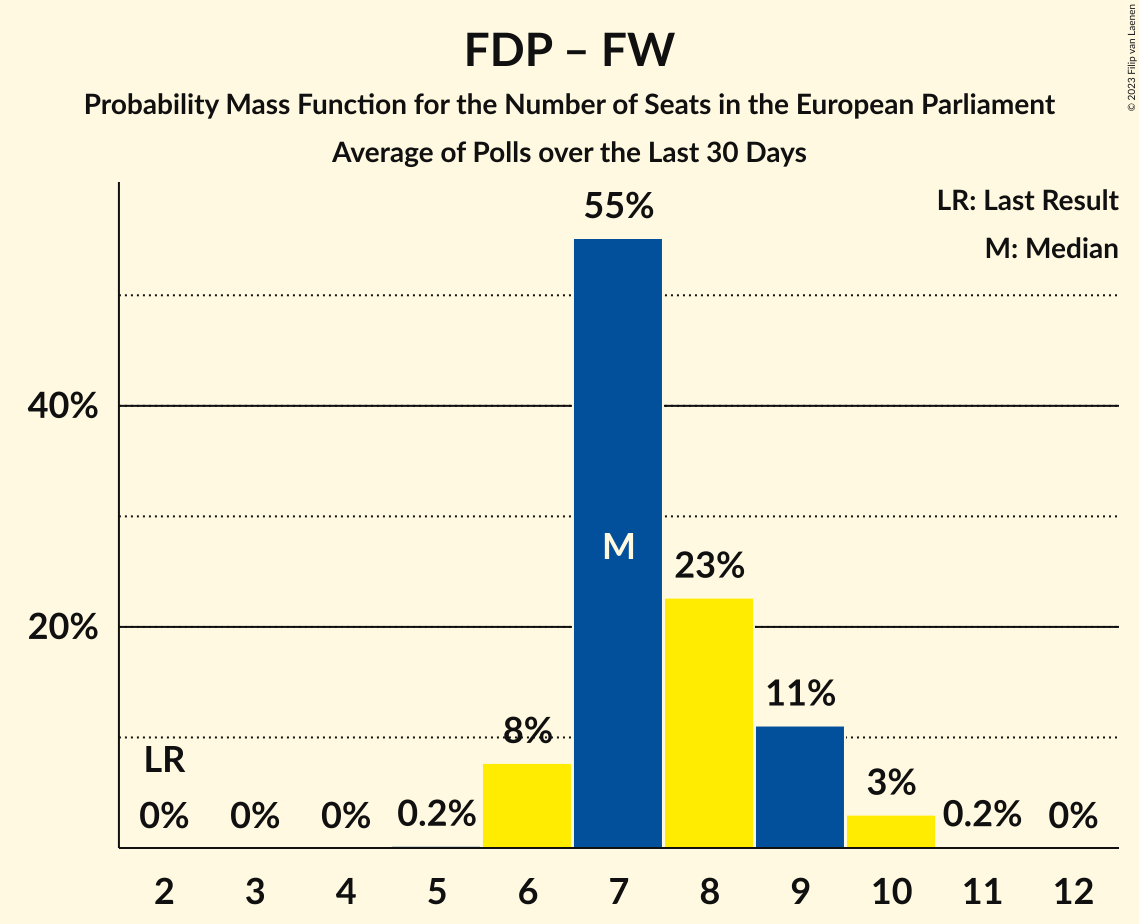 FDP – FW
Probability Mass Function for the Number of Seats in the European Parliament
Average of Polls over the Last 30 Days
© 2023 Filip van Laenen
LR: Last Result
M: Median
55%
40%
M
23%
20%
11%
8%
LR
3%
0% 0% 0% 0.2% 0.2% 0%
2 3 4 5 6 7 8 9 10 11 12